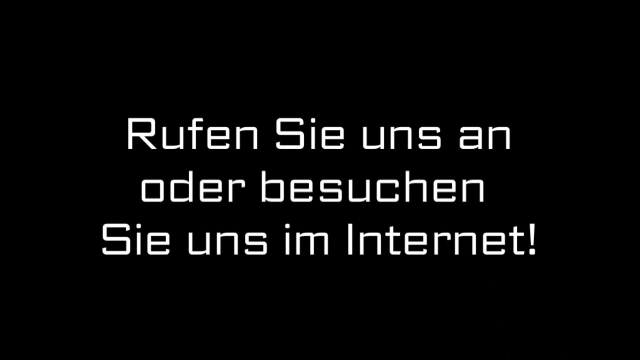 Rufen Sie uns an
oder besuchen
Sie uns im Internet!